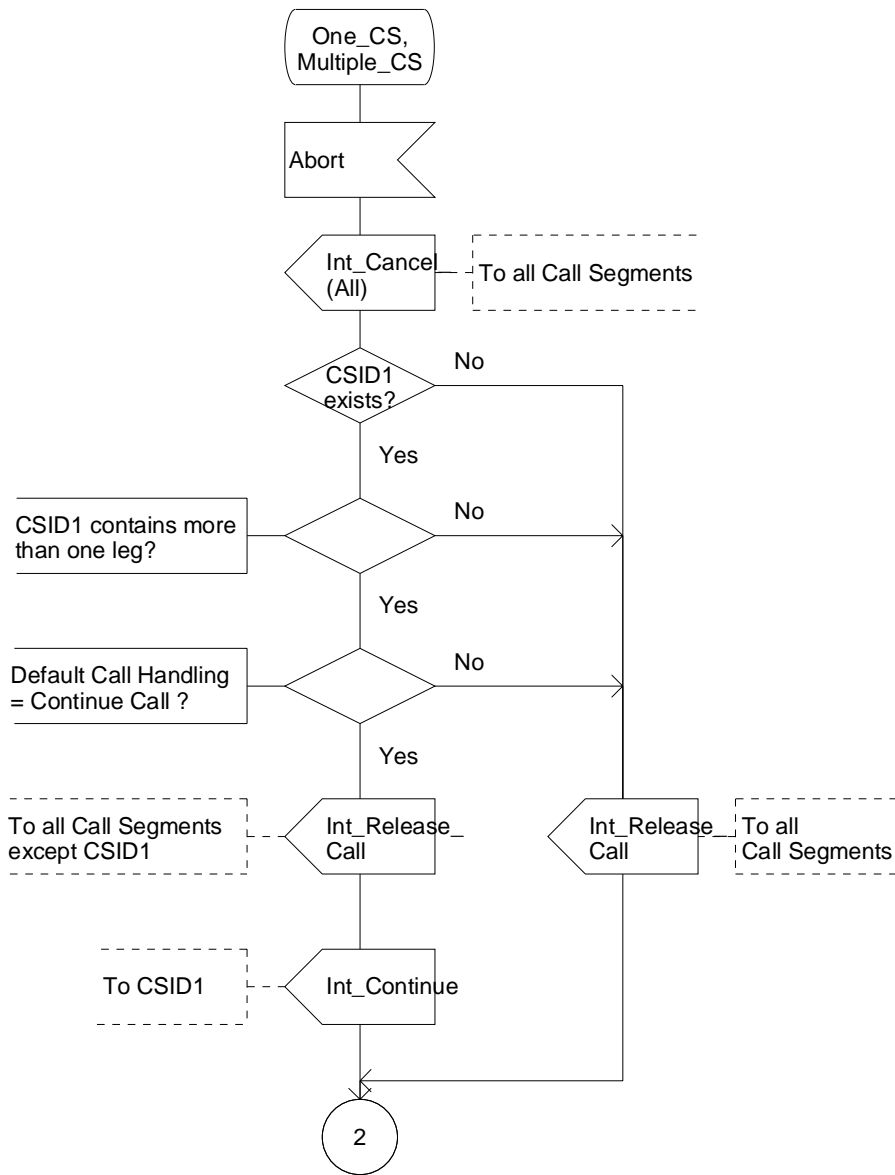 One_CS,
Multiple_CS
Abort
Int_Cancel_
(All)
To all Call Segments
CSID1
exists?
No
Yes
CSID1 contains more
than one leg?
No
Yes
Default Call Handling
= Continue Call ?
No
Yes
To all Call Segments
except CSID1
Int_Release_
Call
Int_Release_
Call
To all
Call Segments
To CSID1
Int_Continue
2